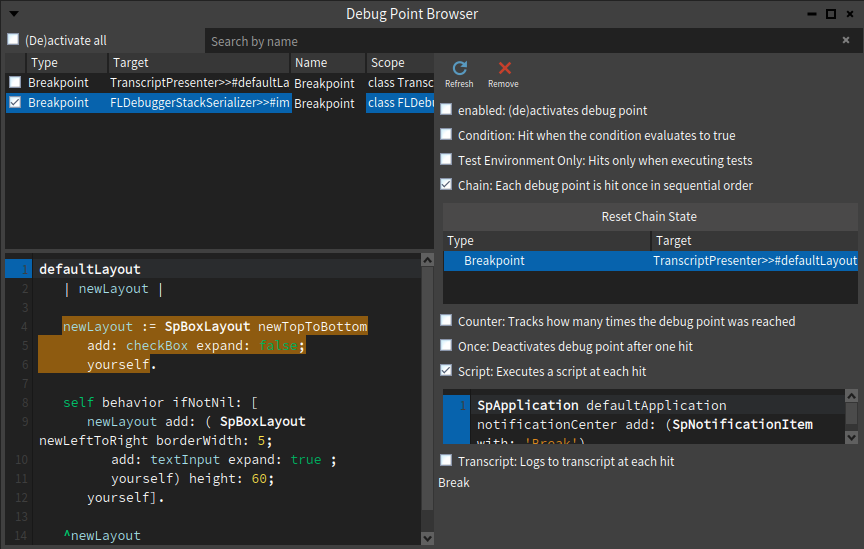 Debug Point Browser
(De)activate all
Search by name
Type Target Name Scope
Breakpoint TranscriptPresenter>>#defaultLa Breakpoint class Transc
Breakpoint FLDebuggerStackSerializer>>#im Breakpoint class FLDebu
1 defaultLayout
2 | newLayout |
3
4 newLayout := SpBoxLayout newTopToBottom
5 add: checkBox expand: false;
6 yourself.
7
8 self behavior ifNotNil: [
9 newLayout add: ( SpBoxLayout
newLeftToRight borderWidth: 5;
10 add: textInput expand: true ;
11 yourself) height: 60;
12 yourself].
13
14 ^newLayout
Refresh Remove
enabled: (de)activates debug point
Condition: Hit when the condition evaluates to true
Test Environment Only: Hits only when executing tests
Chain: Each debug point is hit once in sequential order
Reset Chain State
Type Target
Breakpoint TranscriptPresenter>>#defaultLayout
Counter: Tracks how many times the debug point was reached
Once: Deactivates debug point after one hit
Script: Executes a script at each hit
1 SpApplication defaultApplication
notificationCenter add: (SpNotificationItem
with: 'Break')
Transcript: Logs to transcript at each hit
Break